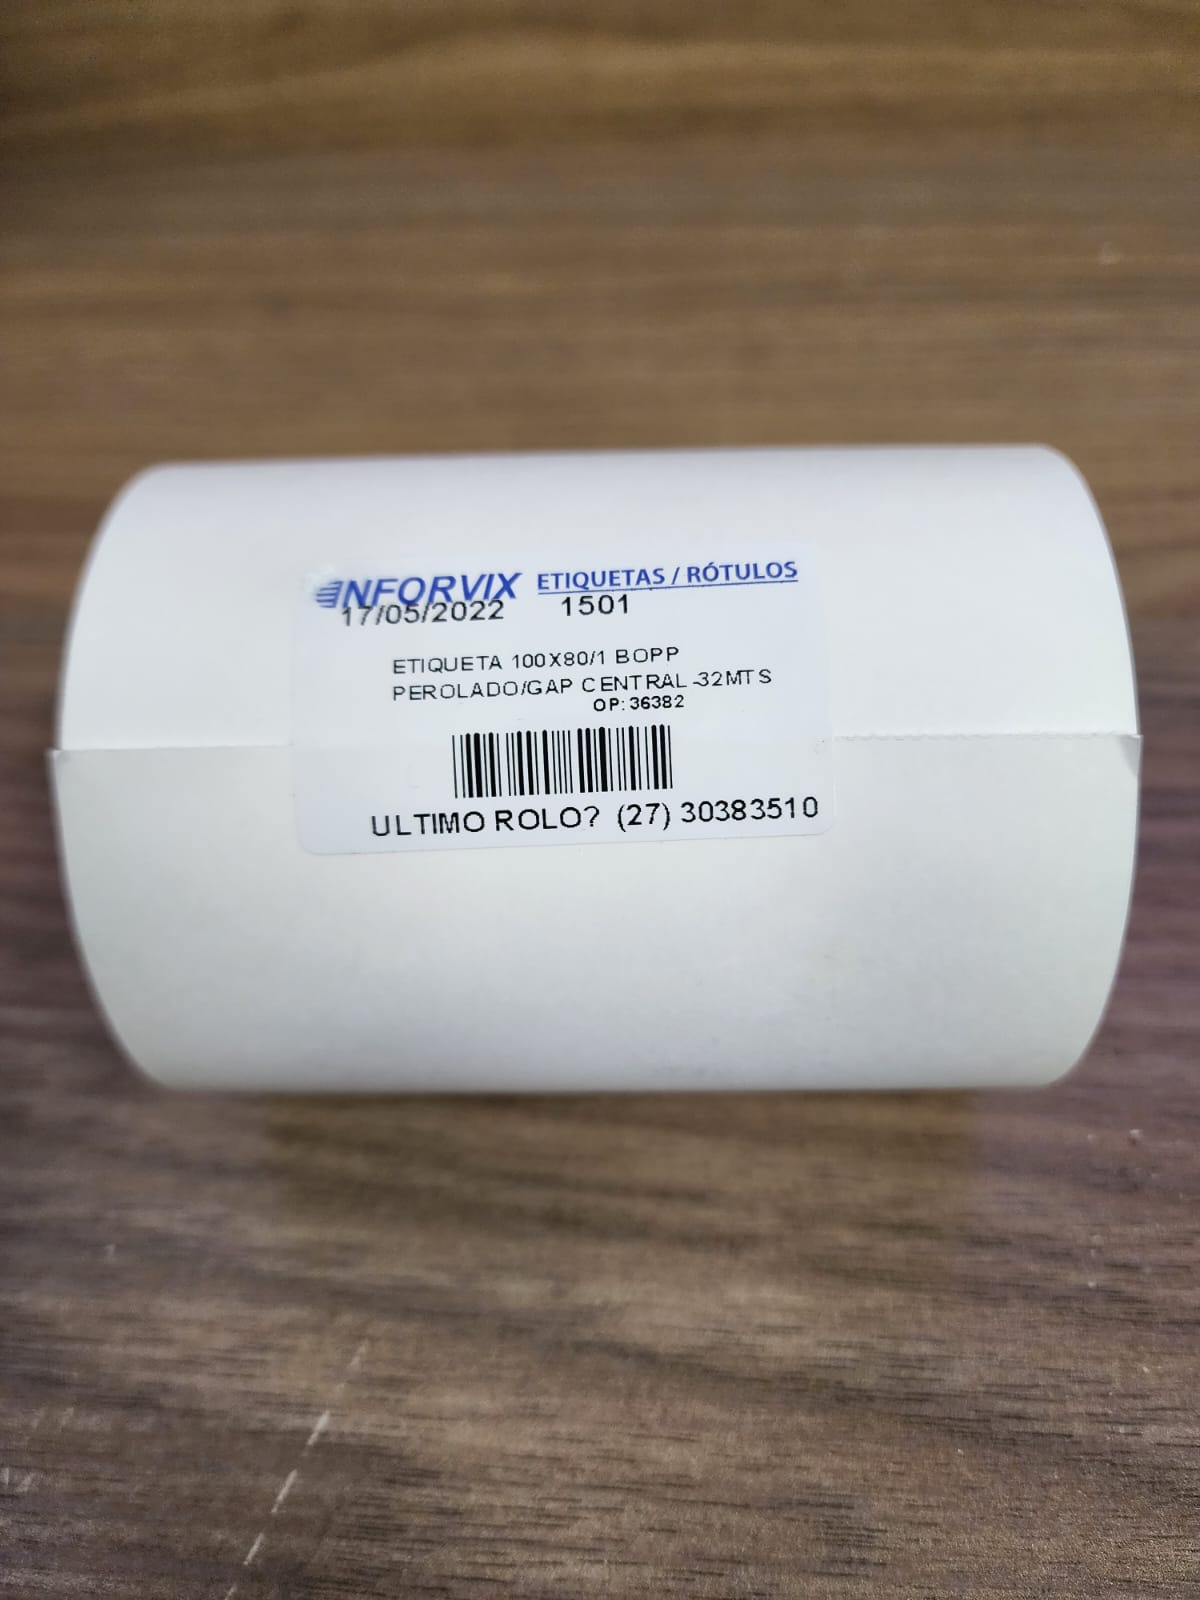 INFORVIX ETIQUETAS / RÓTULOS
17/05/2022 1501
ETIQUETA 100X80/1 BOPP
PEROLADO/GAP CENTRAL -32MTS
OP: 36382
ULTIMO ROLO? (27) 30383510